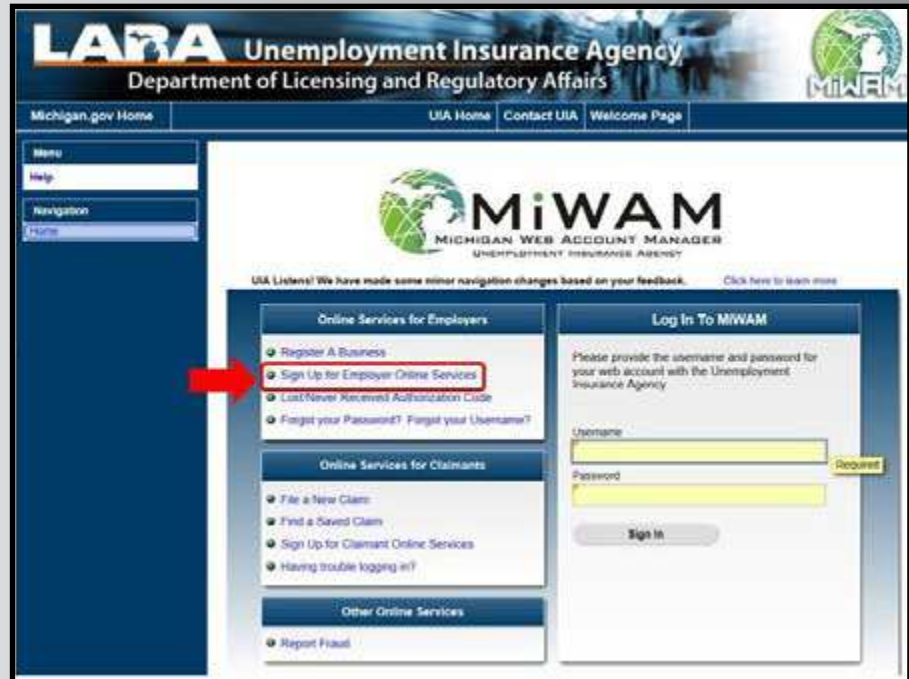 LARA Unemployment Insurance Agency
Department of Licensing and Regulatory Affairs
MiWAM
Michigan.gov Home
UIA Home
Contact UIA
Welcome Page
Menu
Help
Navigation
Home
MiWAM
MICHIGAN WEB ACCOUNT MANAGER
UNEMPLOYMENT INSURANCE AGENCY
UIA Listens! We have made some minor navigation changes based on your feedback.
Click here to learn more
Online Services for Employers
Register A Business
Sign Up for Employer Online Services
Lost/Never Received Authorization Code
Forgot your Password? Forgot your Username?
Online Services for Claimants
File a New Claim
Find a Saved Claim
Sign Up for Claimant Online Services
Having trouble logging in?
Other Online Services
Report Fraud
Log In To MiWAM
Please provide the username and password for
your web account with the Unemployment
Insurance Agency
Username
Required
Password
Sign In